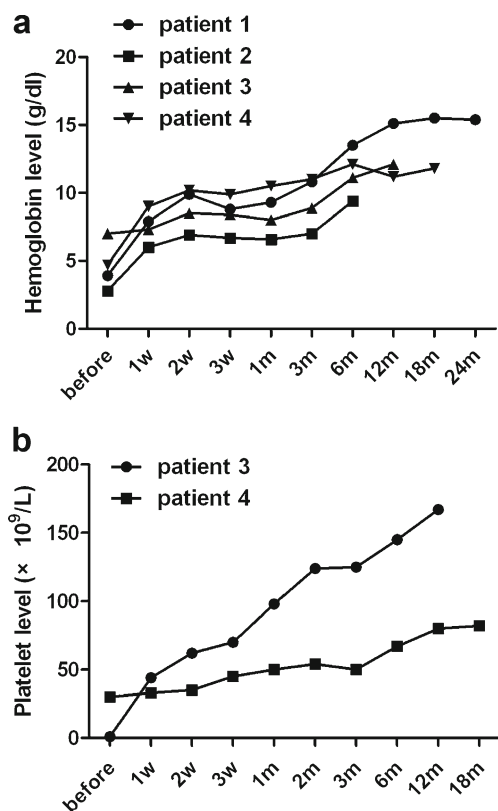 a
patient 1
patient 2
patient 3
patient 4
Hemoglobin level (g/dl)
20
15
10
5
0
before 1w 2w 3w 1m 3m 6m 12m 18m 24m
b
patient 3
patient 4
Platelet level (× 10⁹/L)
200
150
100
50
0
before 1w 2w 3w 1m 2m 3m 6m 12m 18m